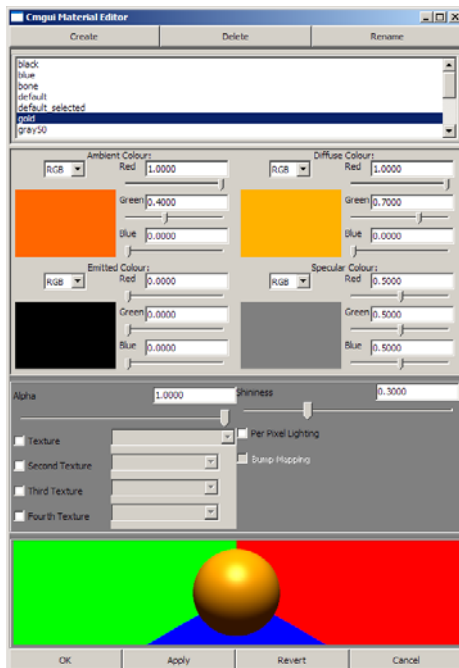 Cmgui Material Editor
Create Delete Rename
black
blue
bone
default
default_selected
gold
gray50
Ambient Colour: Diffuse Colour:
RGB Red 1.0000 RGB Red 1.0000
Green 0.4000 Green 0.7000
Blue 0.0000 Blue 0.0000
Emitted Colour: Specular Colour:
RGB Red 0.0000 RGB Red 0.5000
Green 0.0000 Green 0.5000
Blue 0.0000 Blue 0.5000
Alpha 1.0000 Shininess 0.3000
Texture Per Pixel Lighting
Second Texture Bump Mapping
Third Texture
Fourth Texture
OK Apply Revert Cancel